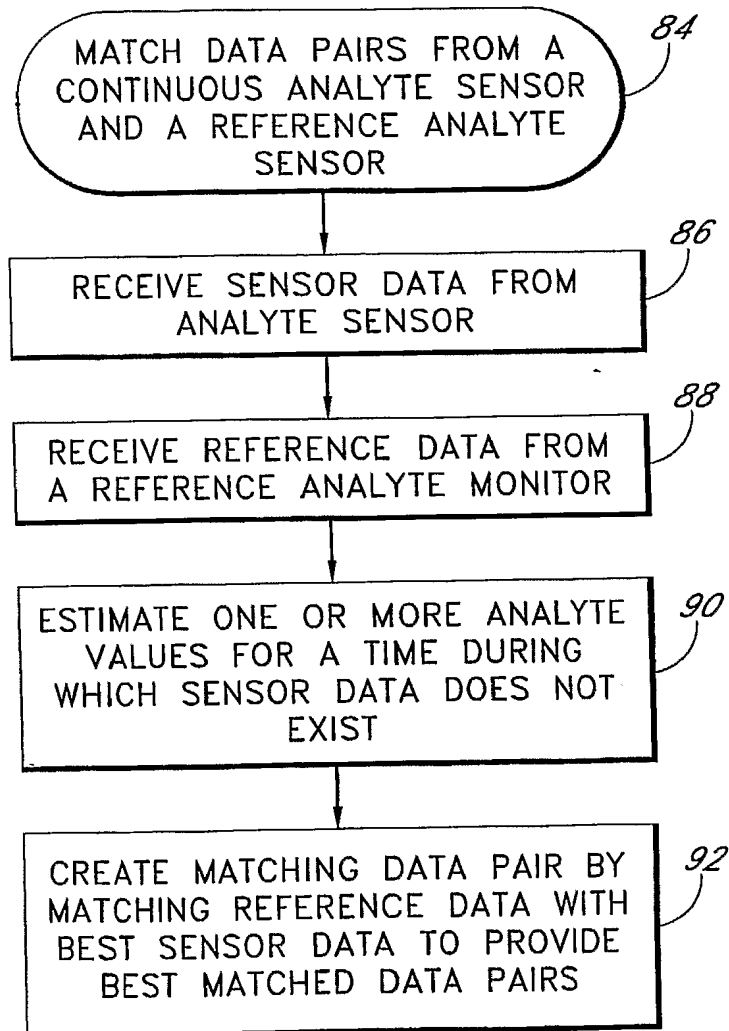 MATCH DATA PAIRS FROM A
CONTINUOUS ANALYTE SENSOR
AND A REFERENCE ANALYTE
SENSOR
84
RECEIVE SENSOR DATA FROM
ANALYTE SENSOR
86
RECEIVE REFERENCE DATA FROM
A REFERENCE ANALYTE MONITOR
88
ESTIMATE ONE OR MORE ANALYTE
VALUES FOR A TIME DURING
WHICH SENSOR DATA DOES NOT
EXIST
90
CREATE MATCHING DATA PAIR BY
MATCHING REFERENCE DATA WITH
BEST SENSOR DATA TO PROVIDE
BEST MATCHED DATA PAIRS
92